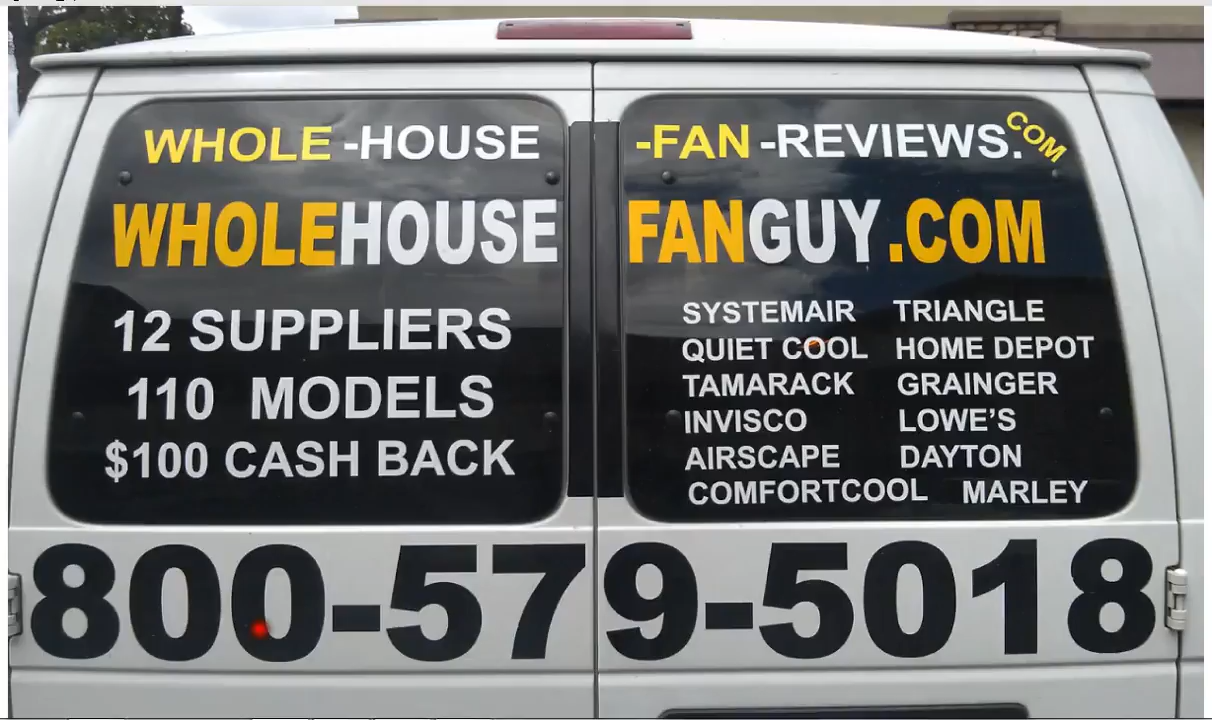 WHOLE -HOUSE -FAN -REVIEWS.COM
WHOLEHOUSE FANGUY.COM
12 SUPPLIERS
110 MODELS
$100 CASH BACK
SYSTEMAIR TRIANGLE
QUIET COOL HOME DEPOT
TAMARACK GRAINGER
INVISCO LOWE'S
AIRSCAPE DAYTON
COMFORTCOOL MARLEY
800-579-5018